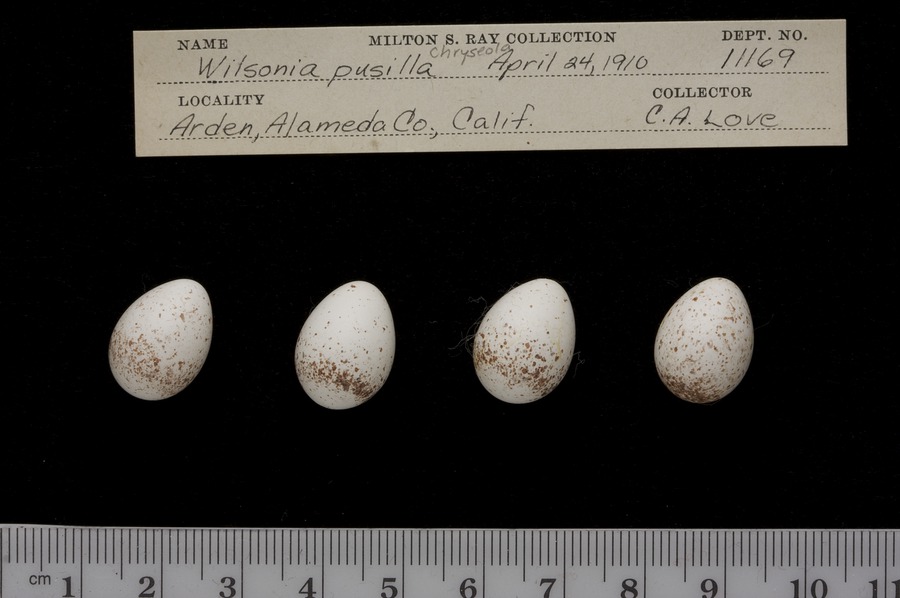 NAME MILTON S. RAY COLLECTION DEPT. NO.
Chryseola
Wilsonia pusilla April 24, 1910 11169
LOCALITY COLLECTOR
Arden, Alameda Co., Calif. C.A. Love
cm 1 2 3 4 5 6 7 8 9 10 11